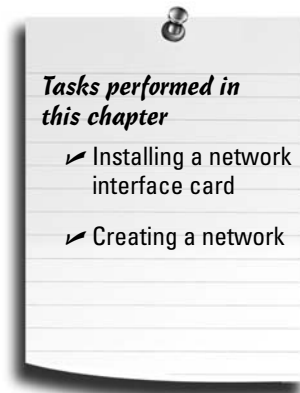 Tasks performed in
this chapter
✓ Installing a network
interface card
✓ Creating a network